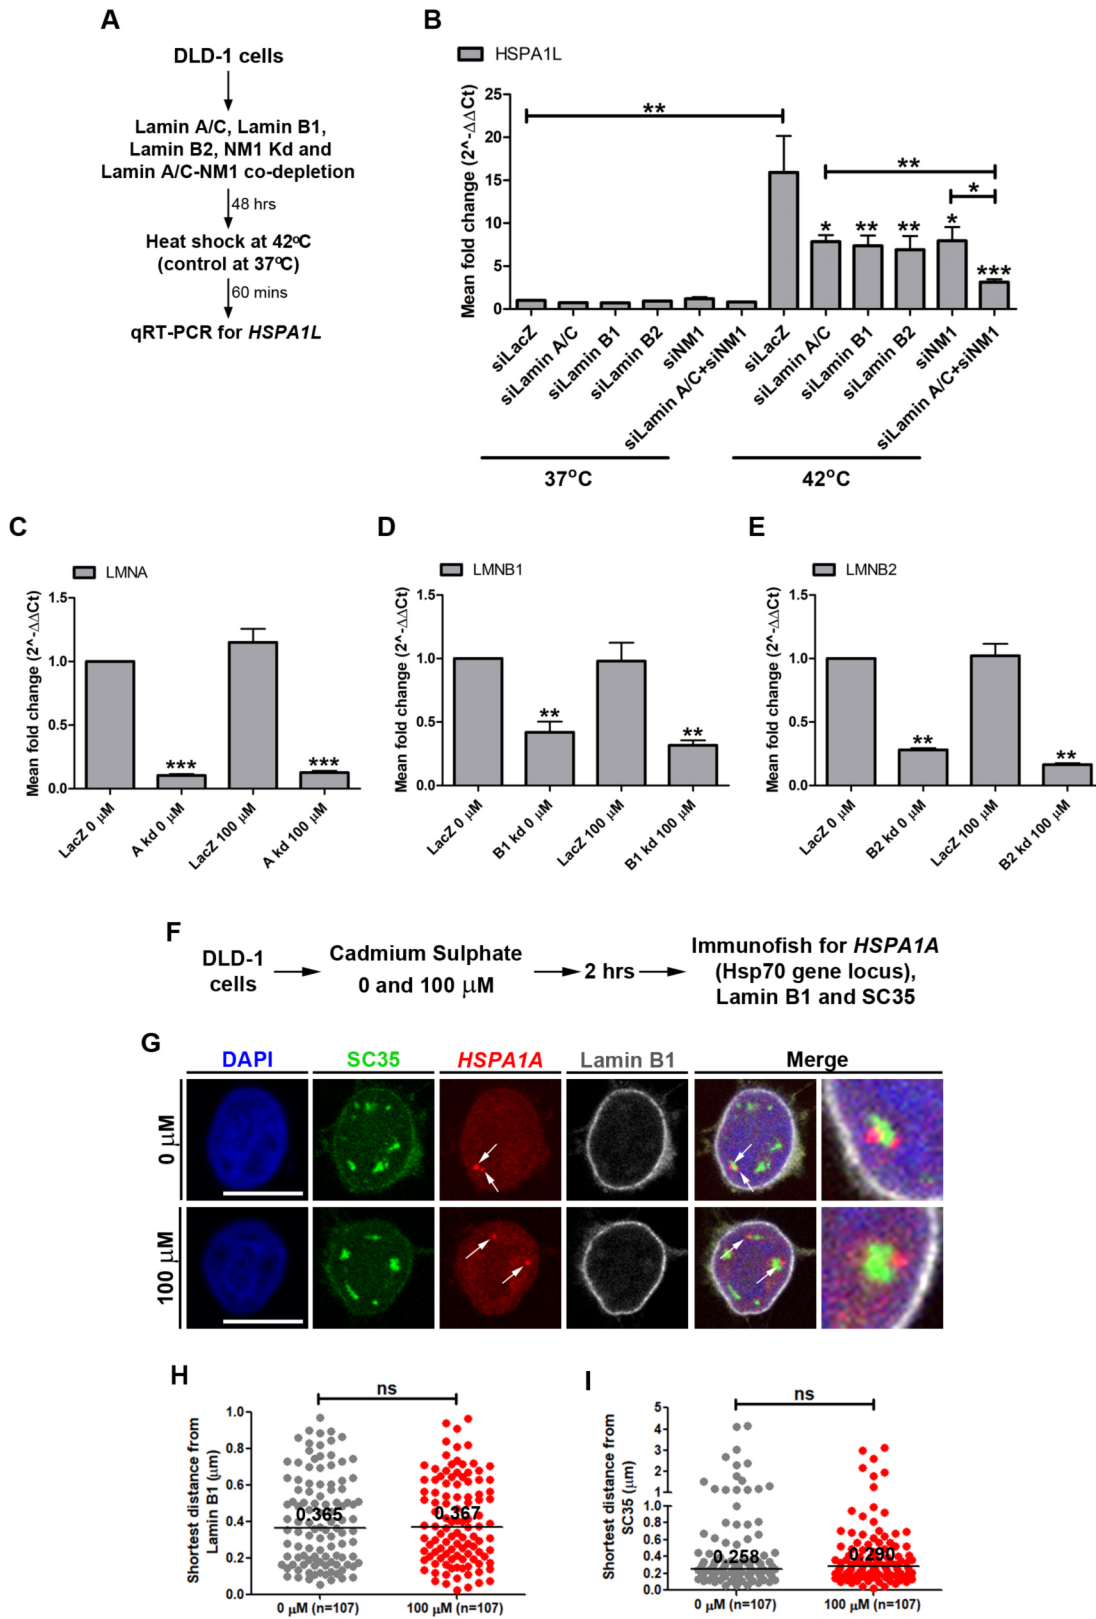 A
DLD-1 cells
Lamin A/C, Lamin B1,
Lamin B2, NM1 Kd and
Lamin A/C-NM1 co-depletion
48 hrs
Heat shock at 42ºC
(control at 37ºC)
60 mins
qRT-PCR for HSPA1L
B
HSPA1L
Mean fold change (2^-ΔΔCt)
25
20
15
10
5
0
**
**
*
*
**
**
*
***
siLacZ
siLamin A/C
siLamin B1
siLamin B2
siNM1
siLamin A/C+siNM1
siLacZ
siLamin A/C
siLamin B1
siLamin B2
siNM1
siLamin A/C+siNM1
37°C
42°C
C
LMNA
Mean fold change (2^-ΔΔCt)
1.5
1.0
0.5
0.0
***
***
LacZ 0 μM
A kd 0 μM
LacZ 100 μM
A kd 100 μM
D
LMNB1
Mean fold change (2^-ΔΔCt)
1.5
1.0
0.5
0.0
**
**
LacZ 0 μM
B1 kd 0 μM
LacZ 100 μM
B1 kd 100 μM
E
LMNB2
Mean fold change (2^-ΔΔCt)
1.5
1.0
0.5
0.0
**
**
LacZ 0 μM
B2 kd 0 μM
LacZ 100 μM
B2 kd 100 μM
F
DLD-1
cells
Cadmium Sulphate
0 and 100 μM
2 hrs
Immunofish for HSPA1A
(Hsp70 gene locus),
Lamin B1 and SC35
G
DAPI
SC35
HSPA1A
Lamin B1
Merge
0 μM
100 μM
H
Shortest distance from
Lamin B1 (μm)
1.0
0.8
0.6
0.4
0.2
0.0
ns
0.365
0.367
0 μM (n=107)
100 μM (n=107)
I
Shortest distance from
SC35 (μm)
5
4
3
2
1
1.0
0.8
0.6
0.4
0.2
0.0
ns
0.258
0.290
0 μM (n=107)
100 μM (n=107)